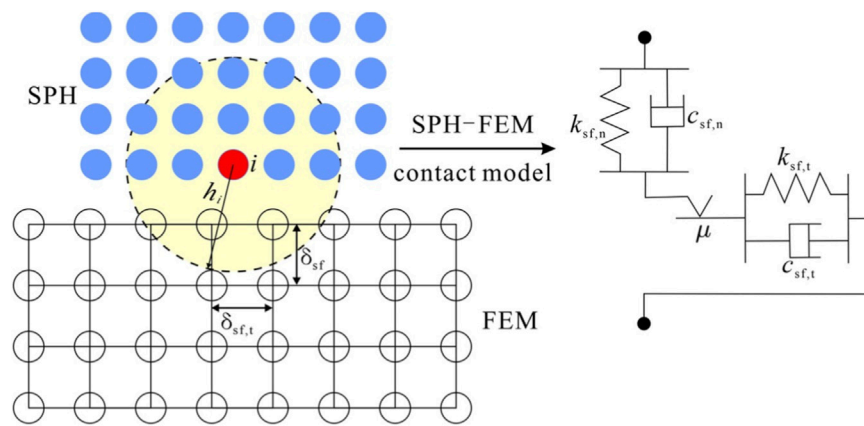 SPH
i
h_i
SPH-FEM
contact model
δ_sf
δ_sf,t
FEM
k_sf,n
c_sf,n
k_sf,t
μ
c_sf,t